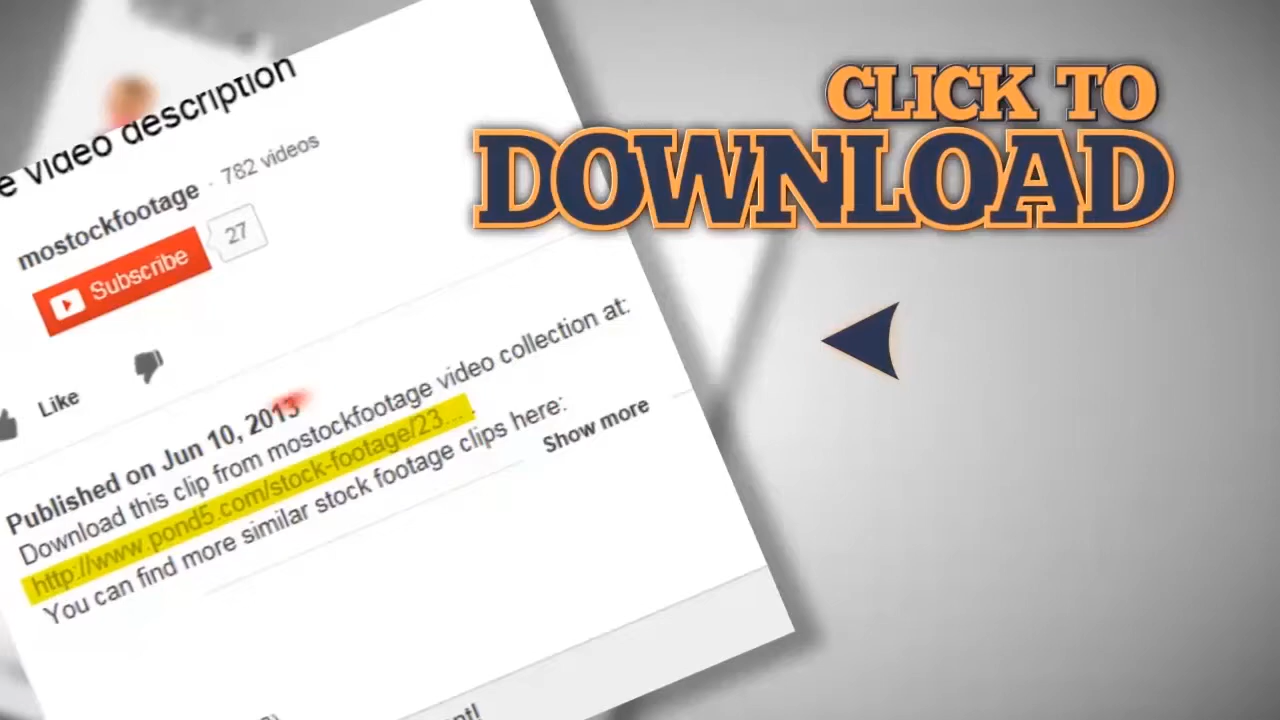 CLICK TO
DOWNLOAD
e video description
mostockfootage · 782 videos
Subscribe
27
Like
Published on Jun 10, 2013
Download this clip from mostockfootage video collection at:
http://www.pond5.com/stock-footage/23... .
You can find more similar stock footage clips here:
Show more